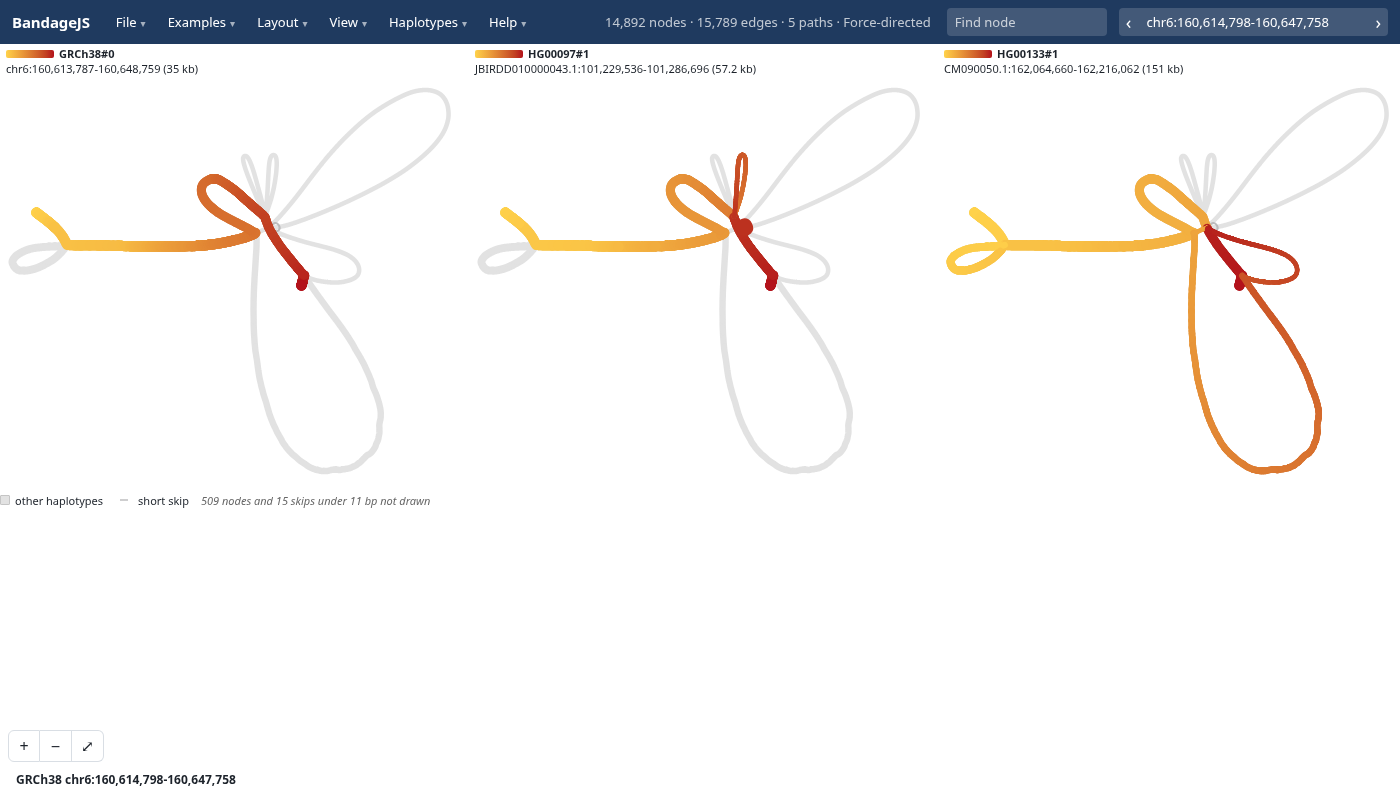 BandageJS File ▾ Examples ▾ Layout ▾ View ▾ Haplotypes ▾ Help ▾ 14,892 nodes · 15,789 edges · 5 paths · Force-directed Find node ‹ chr6:160,614,798-160,647,758 ›
GRCh38#0 HG00097#1 HG00133#1
chr6:160,613,787-160,648,759 (35 kb) JBIRDD010000043.1:101,229,536-101,286,696 (57.2 kb) CM090050.1:162,064,660-162,216,062 (151 kb)
other haplotypes short skip 509 nodes and 15 skips under 11 bp not drawn
+ − ⤢
GRCh38 chr6:160,614,798-160,647,758